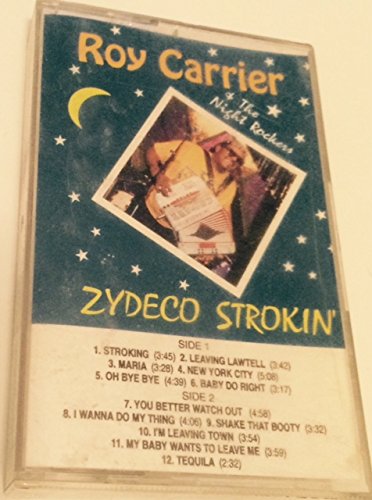 Roy Carrier
& The
Night Rockers
ZYDECO STROKIN'
SIDE 1
1. STROKING (3:45) 2. LEAVING LAWTELL (3:42)
3. MARIA (3:28) 4. NEW YORK CITY (5:08)
5. OH BYE BYE (4:39) 6. BABY DO RIGHT (3:17)
SIDE 2
7. YOU BETTER WATCH OUT (4:58)
8. I WANNA DO MY THING (4:06) 9. SHAKE THAT BOOTY (3:32)
10. I'M LEAVING TOWN (3:54)
11. MY BABY WANTS TO LEAVE ME (3:59)
12. TEQUILA (2:32)